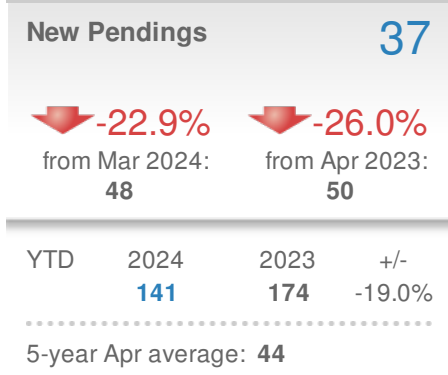 New Pendings 37
-22.9% -26.0%
from Mar 2024: from Apr 2023:
48 50
YTD 2024 2023 +/-
141 174 -19.0%
5-year Apr average: 44